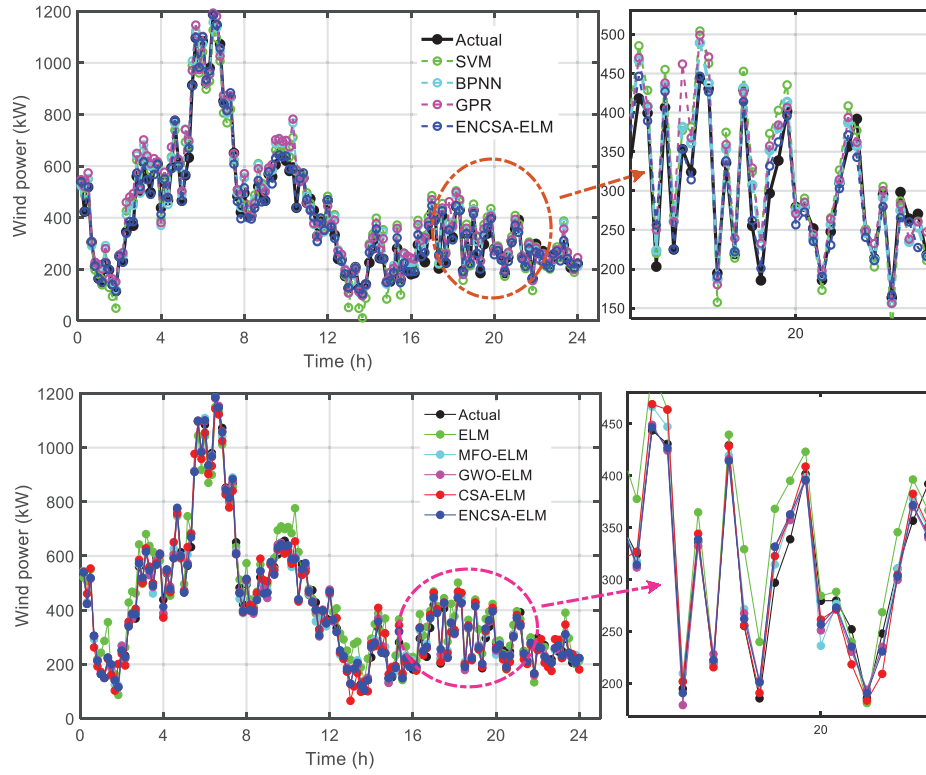 1200
1000
800
600
400
200
0
Wind power (kW)
0 4 8 12 16 20 24
Time (h)
Actual
SVM
BPNN
GPR
ENCSA-ELM
500
450
400
350
300
250
200
150
20
1200
1000
800
600
400
200
0
Wind power (kW)
0 4 8 12 16 20 24
Time (h)
Actual
ELM
MFO-ELM
GWO-ELM
CSA-ELM
ENCSA-ELM
450
400
350
300
250
200
20